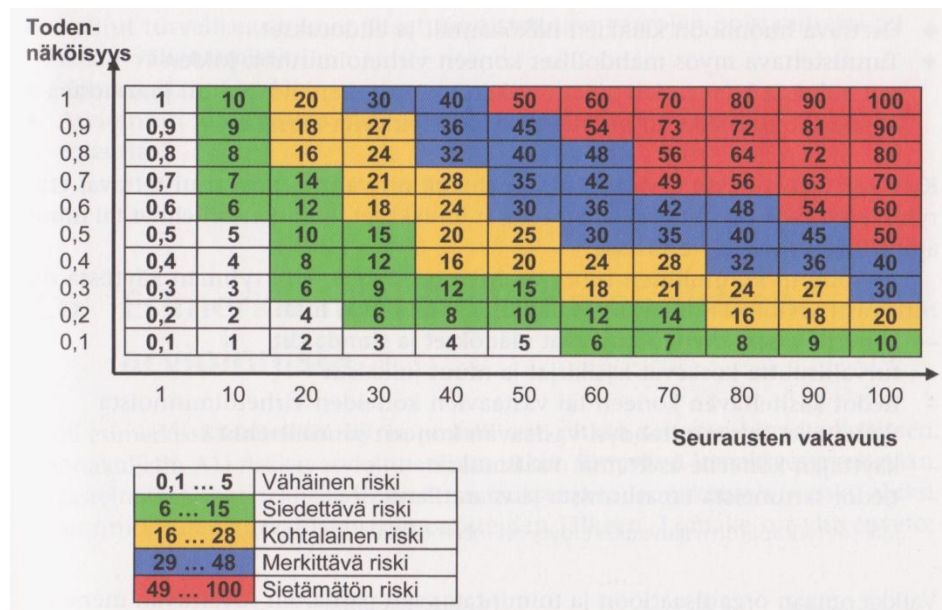 Toden-
näköisyys
1 1 10 20 30 40 50 60 70 80 90 100
0,9 0,9 9 18 27 36 45 54 73 72 81 90
0,8 0,8 8 16 24 32 40 48 56 64 72 80
0,7 0,7 7 14 21 28 35 42 49 56 63 70
0,6 0,6 6 12 18 24 30 36 42 48 54 60
0,5 0,5 5 10 15 20 25 30 35 40 45 50
0,4 0,4 4 8 12 16 20 24 28 32 36 40
0,3 0,3 3 6 9 12 15 18 21 24 27 30
0,2 0,2 2 4 6 8 10 12 14 16 18 20
0,1 0,1 1 2 3 4 5 6 7 8 9 10
1 10 20 30 40 50 60 70 80 90 100
Seurausten vakavuus
0,1 ... 5 Vähäinen riski
6 ... 15 Siedettävä riski
16 ... 28 Kohtalainen riski
29 ... 48 Merkittävä riski
49 ... 100 Sietämätön riski